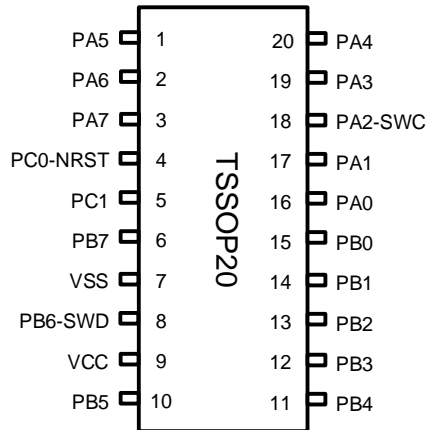 PA5 1 20 PA4
PA6 2 19 PA3
PA7 3 18 PA2-SWC
PC0-NRST 4 17 PA1
PC1 5 16 PA0
PB7 6 15 PB0
VSS 7 14 PB1
PB6-SWD 8 13 PB2
VCC 9 12 PB3
PB5 10 11 PB4
TSSOP20